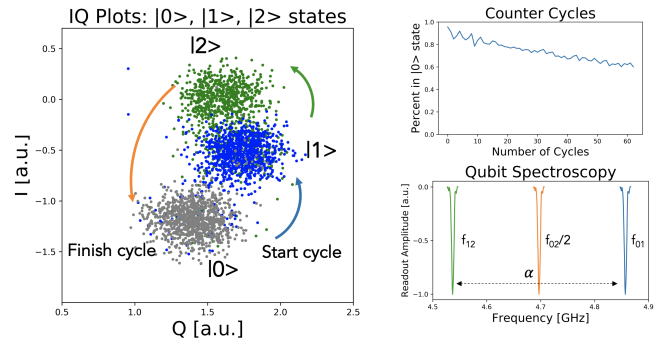 IQ Plots: |0>, |1>, |2> states
|2>
|1>
|0>
Finish cycle
Start cycle
I [a.u.]
0.5
0.0
−0.5
−1.0
−1.5
0.5
1.0
1.5
2.0
2.5
Q [a.u.]
Counter Cycles
Percent in |0> state
1.0
0.8
0.6
0.4
0.2
0.0
0
10
20
30
40
50
60
Number of Cycles
Qubit Spectroscopy
Readout Amplitude [a.u.]
0.0
−0.5
−1.0
f12
f02/2
f01
α
4.5
4.6
4.7
4.8
4.9
Frequency [GHz]